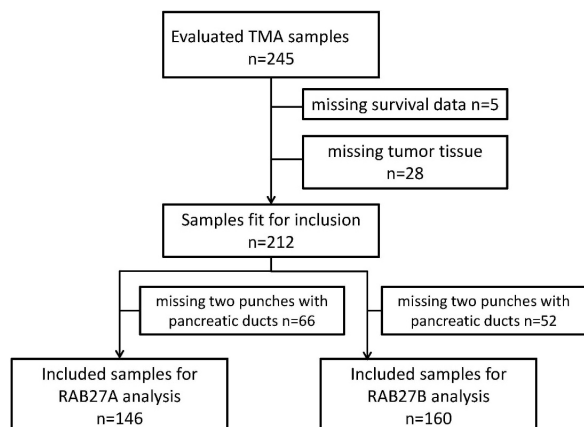 Evaluated TMA samples
n=245
missing survival data n=5
missing tumor tissue
n=28
Samples fit for inclusion
n=212
missing two punches with
pancreatic ducts n=66
missing two punches with
pancreatic ducts n=52
Included samples for
RAB27A analysis
n=146
Included samples for
RAB27B analysis
n=160